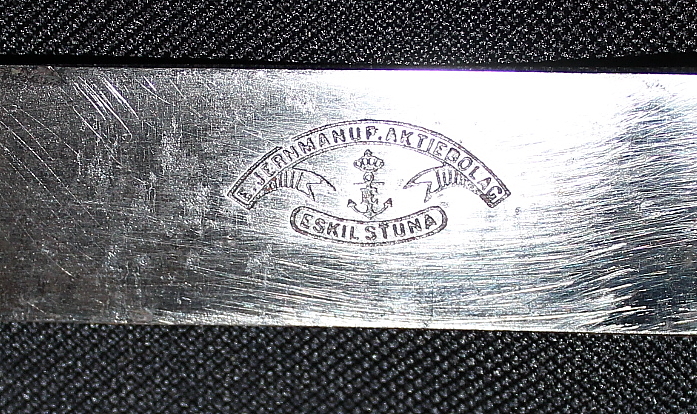 E. JERNMANUF. AKTIEBOLAG
ESKILSTUNA